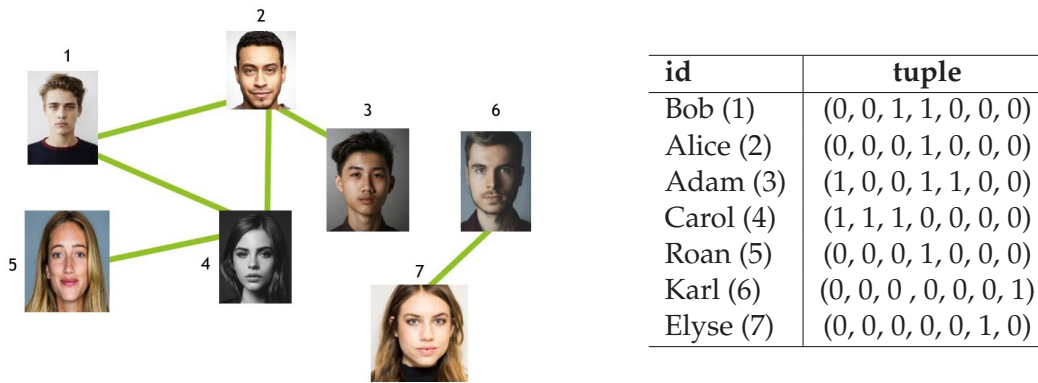 2
1
3
6
5
4
7
id tuple
Bob (1) (0, 0, 1, 1, 0, 0, 0)
Alice (2) (0, 0, 0, 1, 0, 0, 0)
Adam (3) (1, 0, 0, 1, 1, 0, 0)
Carol (4) (1, 1, 1, 0, 0, 0, 0)
Roan (5) (0, 0, 0, 1, 0, 0, 0)
Karl (6) (0, 0, 0 , 0, 0, 0, 1)
Elyse (7) (0, 0, 0, 0, 0, 1, 0)